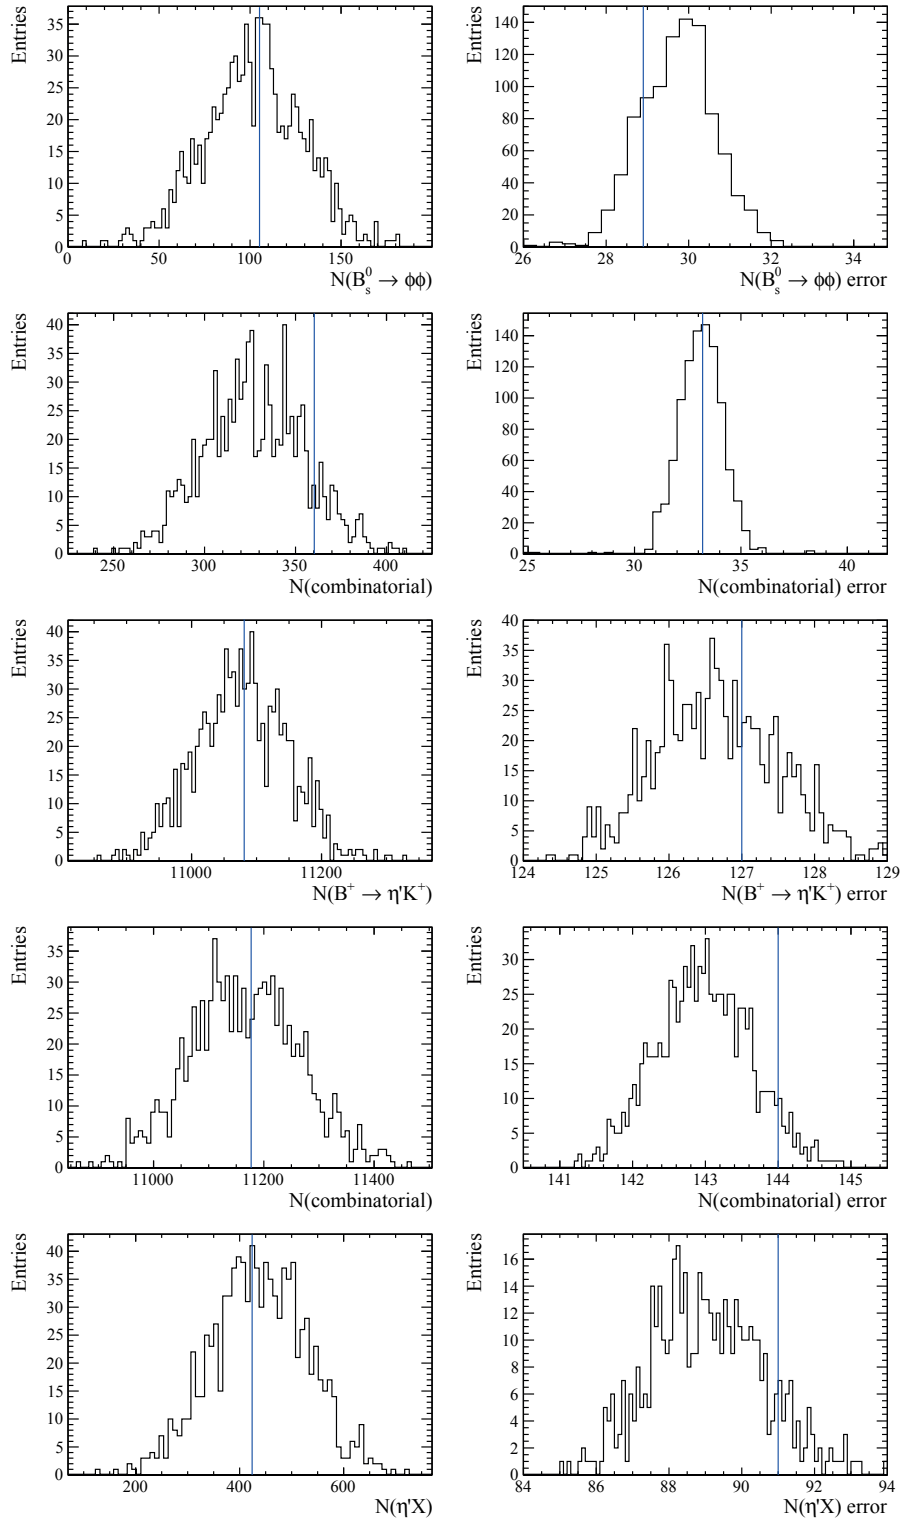 Entries
35
30
25
20
15
10
5
0
0 50 100 150
N(B⁰ₛ → ϕϕ)
Entries
140
120
100
80
60
40
20
0
26 28 30 32 34
N(B⁰ₛ → ϕϕ) error
Entries
40
35
30
25
20
15
10
5
0
250 300 350 400
N(combinatorial)
Entries
140
120
100
80
60
40
20
0
25 30 35 40
N(combinatorial) error
Entries
40
35
30
25
20
15
10
5
0
11000 11200
N(B⁺ → η'K⁺)
Entries
40
35
30
25
20
15
10
5
0
124 125 126 127 128 129
N(B⁺ → η'K⁺) error
Entries
35
30
25
20
15
10
5
0
11000 11200 11400
N(combinatorial)
Entries
30
25
20
15
10
5
0
141 142 143 144 145
N(combinatorial) error
Entries
40
35
30
25
20
15
10
5
0
200 400 600
N(η'X)
Entries
16
14
12
10
8
6
4
2
0
84 86 88 90 92 94
N(η'X) error